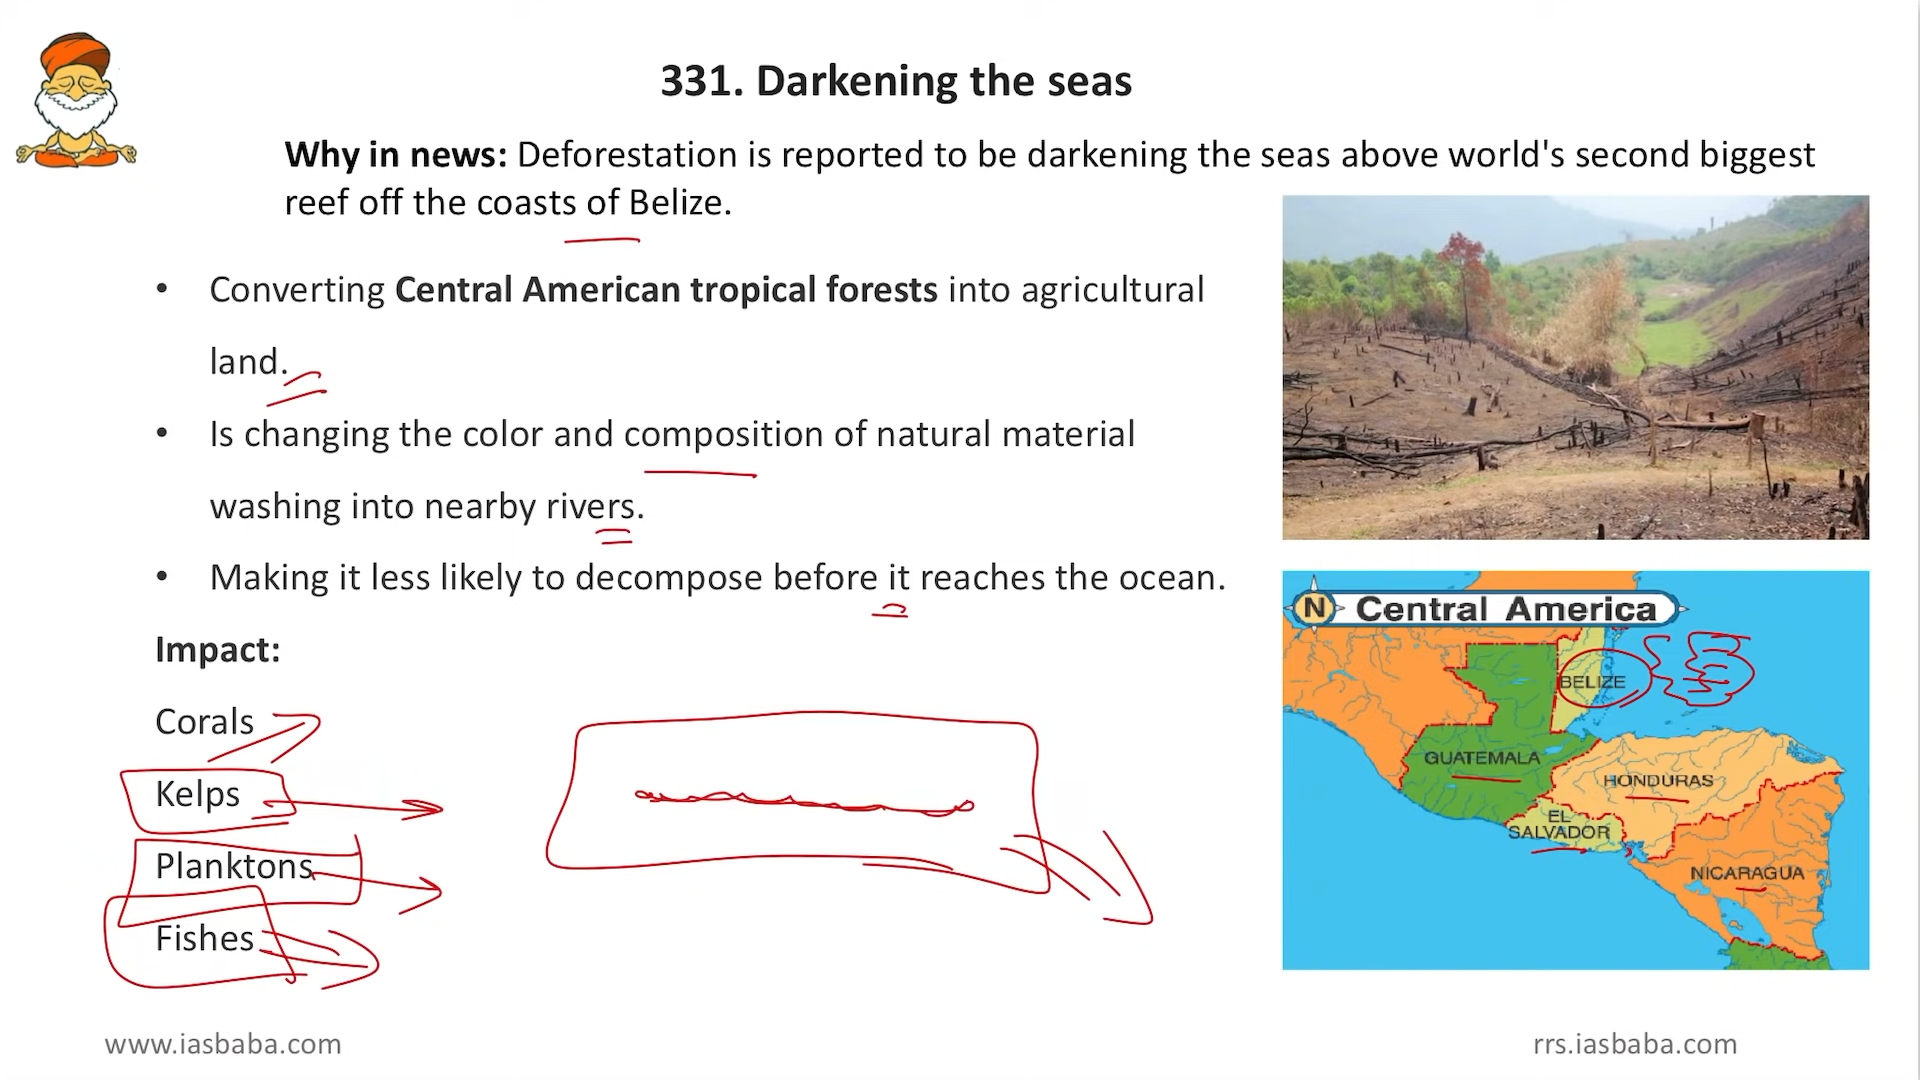 331. Darkening the seas
Why in news: Deforestation is reported to be darkening the seas above world's second biggest
reef off the coasts of Belize.
• Converting Central American tropical forests into agricultural
land.
• Is changing the color and composition of natural material
washing into nearby rivers.
• Making it less likely to decompose before it reaches the ocean.
Impact:
Corals
Kelps
Planktons
Fishes
N Central America
BELIZE
GUATEMALA
HONDURAS
EL
SALVADOR
NICARAGUA
www.iasbaba.com
rrs.iasbaba.com